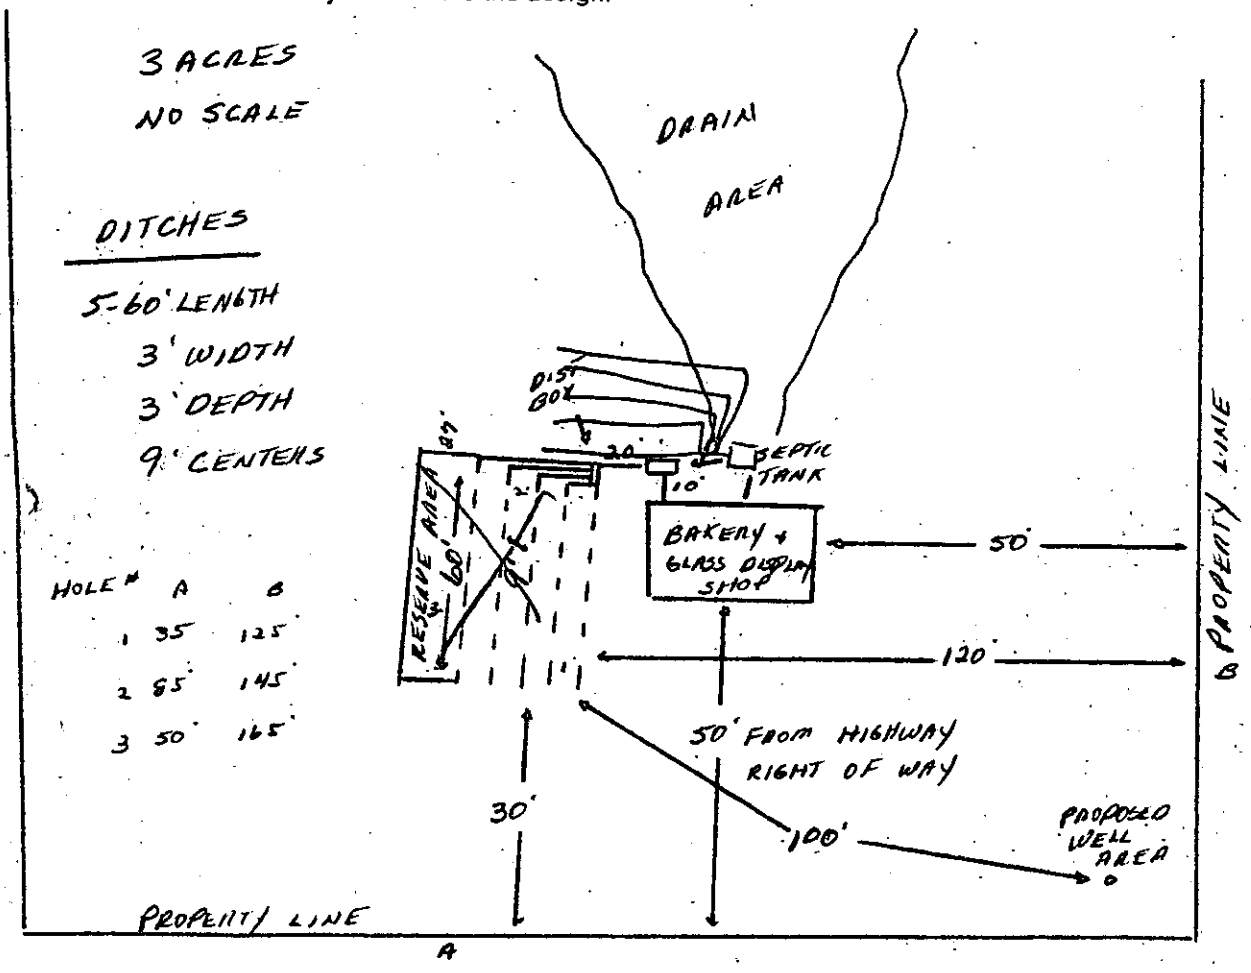 3 ACRES
NO SCALE
DRAIN
AREA
DITCHES
5-60' LENGTH
3' WIDTH
3' DEPTH
9' CENTERS
DIST
BOX
20
SEPTIC
TANK
10'
RESERVE AREA
60'
9'
2'
BAKERY &
GLASS DISPLAY
SHOP
50'
PROPERTY LINE
B
120'
HOLE # A B
1 35' 125'
2 85' 145'
3 50' 165'
50' FROM HIGHWAY
RIGHT OF WAY
30'
100'
PROPOSED
WELL
AREA
PROPERTY LINE
A